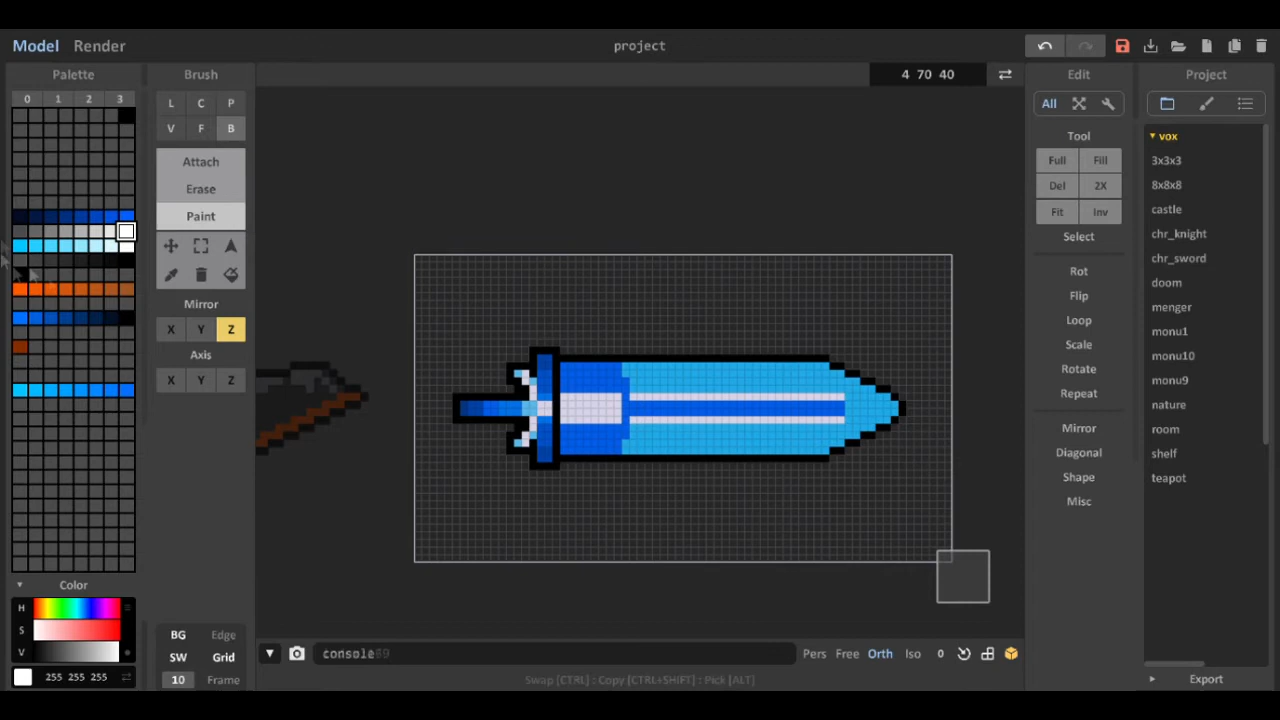 Model Render project
Palette Brush 4 70 40 Edit Project
0 1 2 3
L C P All
V F B
vox
Tool
Attach Full Fill 3x3x3
Erase Del 2X 8x8x8
Paint Fit Inv castle
Select chr_knight
chr_sword
Rot
doom
Mirror Flip menger
X Y Z Loop monu1
Axis Scale monu10
X Y Z Rotate monu9
Repeat nature
Mirror room
Diagonal shelf
Shape teapot
Misc
Color
H
S BG Edge
V SW Grid console Pers Free Orth Iso 0
255 255 255 10 Frame Swap [CTRL] : Copy (CTRL+SHIFT) : Pick [ALT] Export